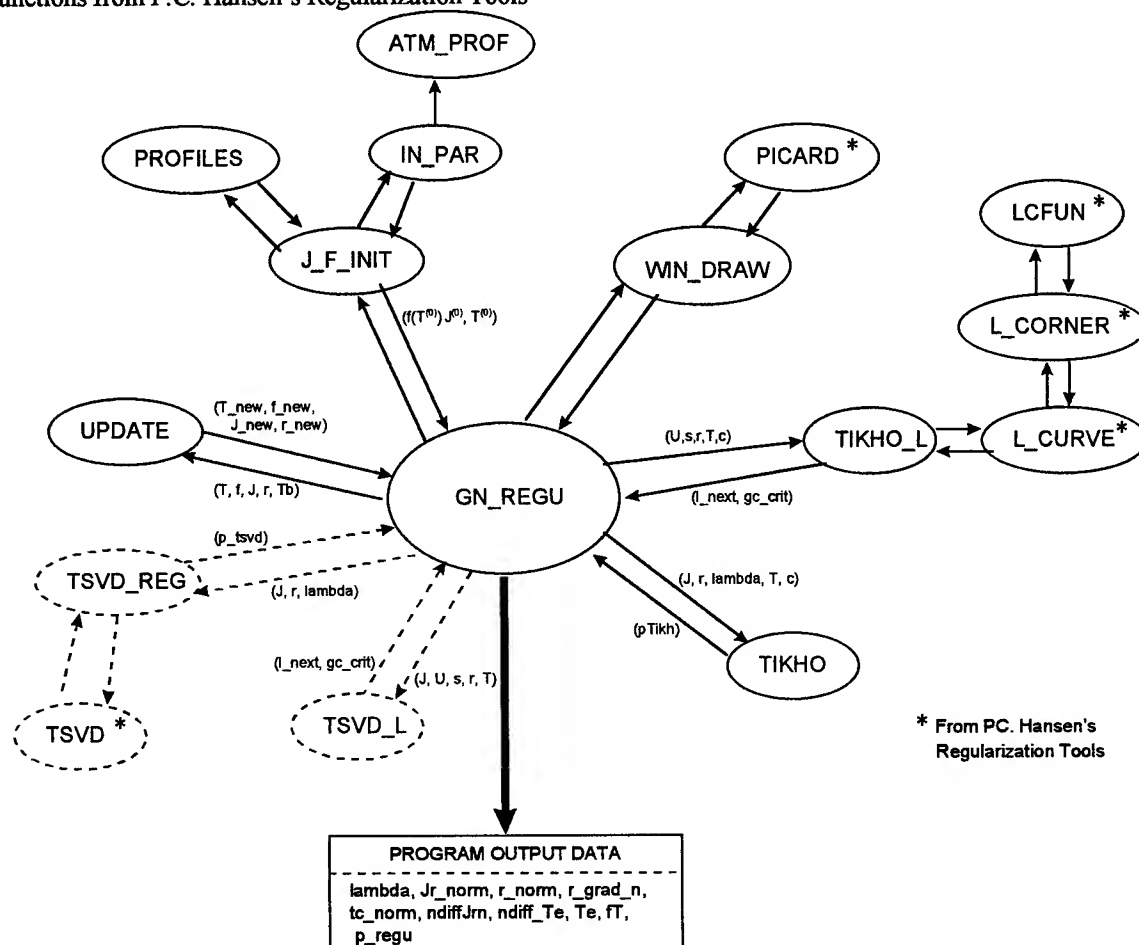 unctions from P.C. Hansen's Regularization Tools
ATM_PROF
PROFILES
IN_PAR
PICARD *
LCFUN *
J_F_INIT
WIN_DRAW
L_CORNER *
(f(T⁽⁰⁾) J⁽⁰⁾, T⁽⁰⁾)
UPDATE
(T_new, f_new,
J_new, r_new)
(U,s,r,T,c)
TIKHO_L
L_CURVE *
(T, f, J, r, Tb)
GN_REGU
(l_next, gc_crit)
(p_tsvd)
TSVD_REG
(J, r, lambda)
(J, r, lambda, T, c)
(pTikh)
TIKHO
(l_next, gc_crit)
(J, U, s, r, T)
TSVD *
TSVD_L
* From PC. Hansen's
Regularization Tools
PROGRAM OUTPUT DATA
lambda, Jr_norm, r_norm, r_grad_n,
tc_norm, ndiffJrn, ndiff_Te, Te, fT,
p_regu